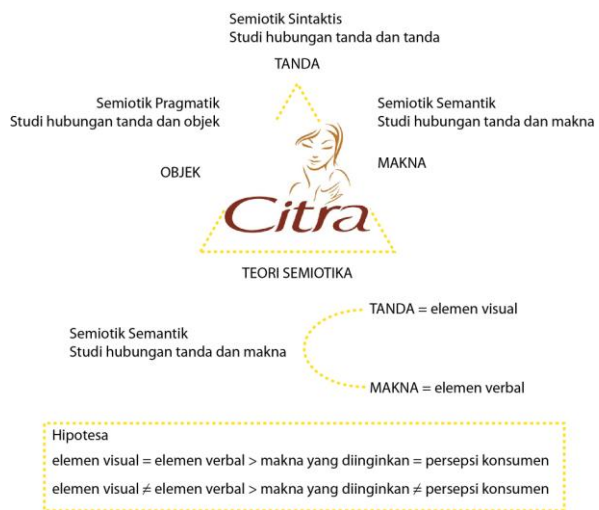 Semiotik Sintaktis
Studi hubungan tanda dan tanda
TANDA
Semiotik Pragmatik
Studi hubungan tanda dan objek
Semiotik Semantik
Studi hubungan tanda dan makna
OBJEK
MAKNA
Citra
TEORI SEMIOTIKA
TANDA = elemen visual
Semiotik Semantik
Studi hubungan tanda dan makna
MAKNA = elemen verbal
Hipotesa
elemen visual = elemen verbal > makna yang diinginkan = persepsi konsumen
elemen visual ≠ elemen verbal > makna yang diinginkan ≠ persepsi konsumen